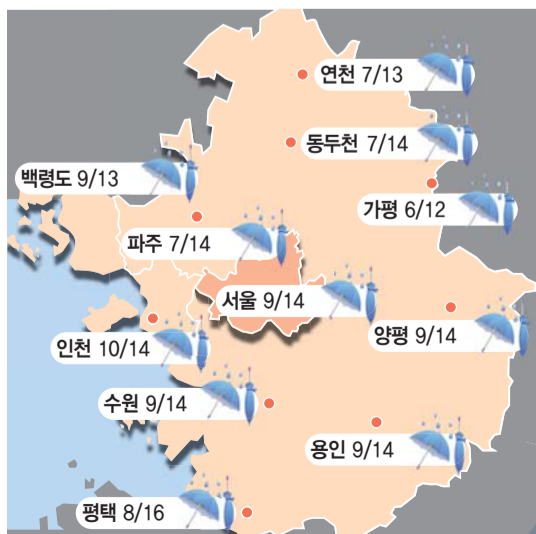 연천 7/13
동두천 7/14
백령도 9/13
가평 6/12
파주 7/14
서울 9/14
양평 9/14
인천 10/14
수원 9/14
용인 9/14
평택 8/16